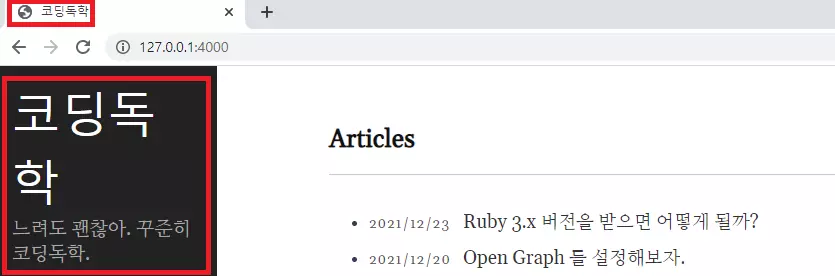 코딩독학
127.0.0.1:4000
코딩독
학
느려도 괜찮아. 꾸준히
코딩독학.
Articles
2021/12/23 Ruby 3.x 버전을 받으면 어떻게 될까?
2021/12/20 Open Graph 를 설정해보자.